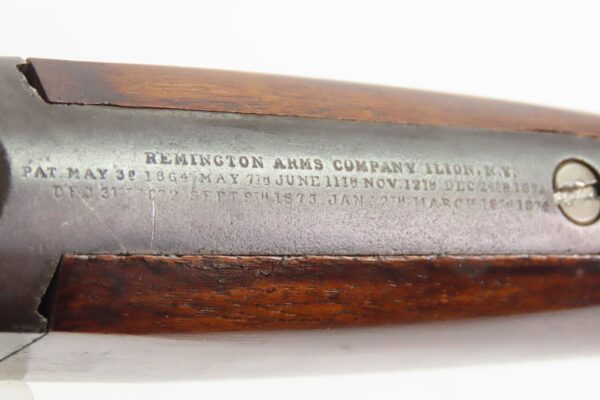 REMINGTON ARMS COMPANY ILION, N.Y.
PAT. MAY 3D 1864 MAY 7TH JUNE 11TH NOV. 12TH DEC 24TH 1872
DEC 31ST 1872 SEPT 9TH 1873 JAN 12TH MARCH 18TH 1874